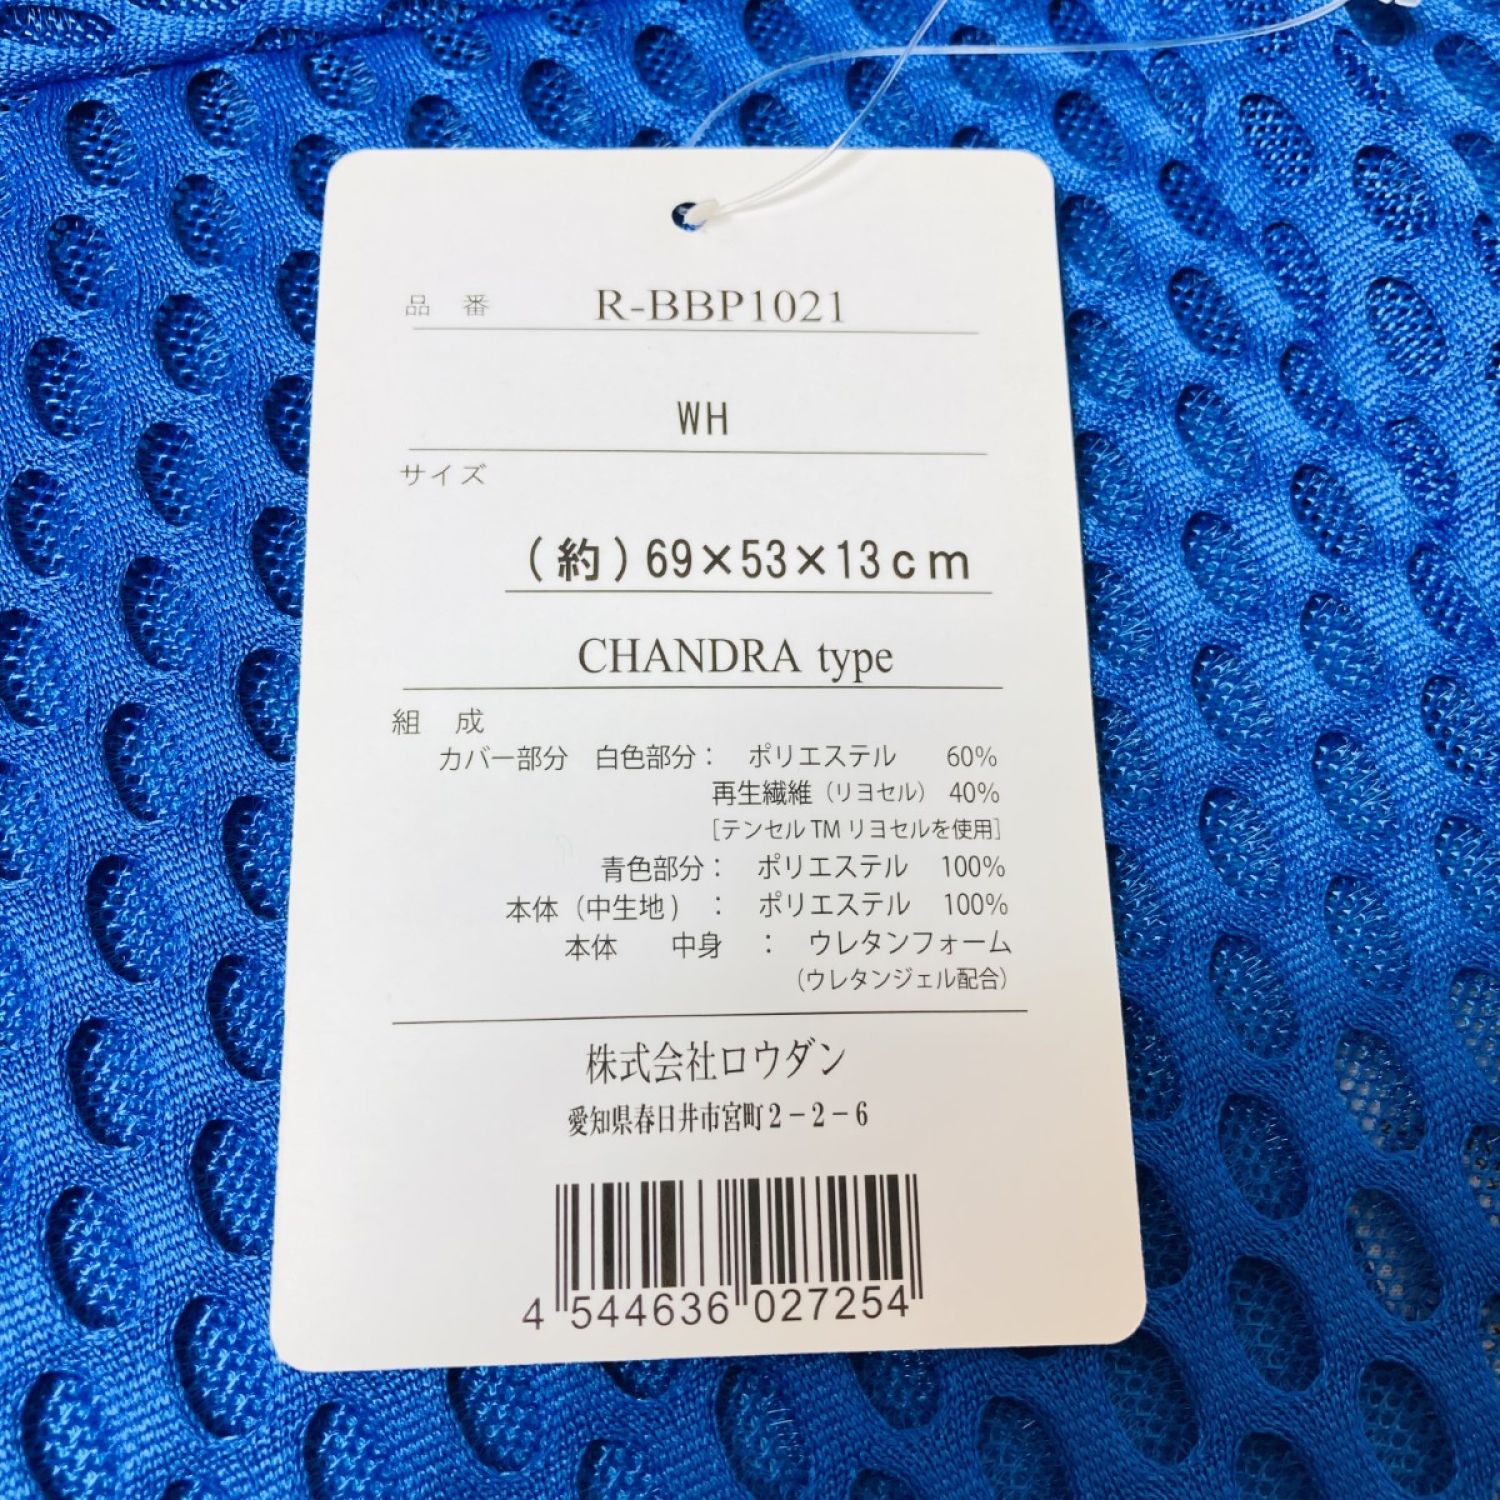 品 番 R-BBP1021
WH
サイズ
(約)69×53×13cm
CHANDRA type
組 成
カバー部分 白色部分： ポリエステル 60%
再生繊維（リヨセル） 40%
［テンセルTMリヨセルを使用］
青色部分： ポリエステル 100%
本体（中生地） ： ポリエステル 100%
本体 中身 ： ウレタンフォーム
（ウレタンジェル配合）
株式会社ロウダン
愛知県春日井市宮町2－2－6
4 544636 027254